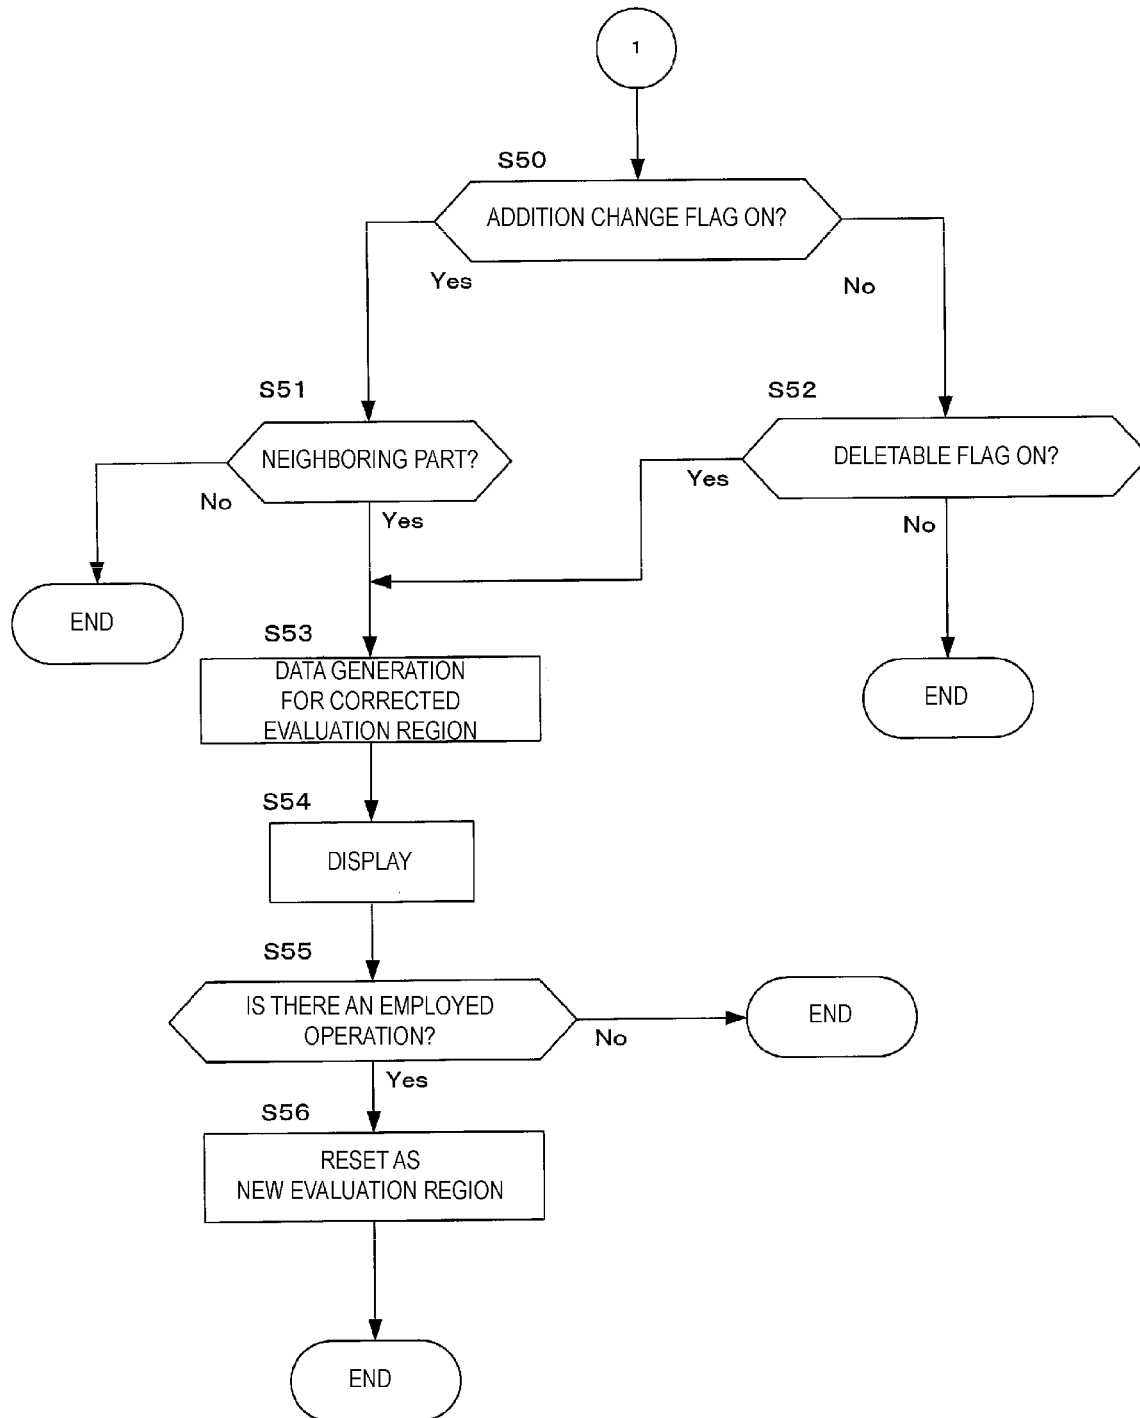 1
S50
ADDITION CHANGE FLAG ON?
Yes
No
S51
S52
NEIGHBORING PART?
DELETABLE FLAG ON?
No
Yes
Yes
No
END
S53
DATA GENERATION
FOR CORRECTED
EVALUATION REGION
END
S54
DISPLAY
S55
IS THERE AN EMPLOYED
OPERATION?
No
END
Yes
S56
RESET AS
NEW EVALUATION REGION
END